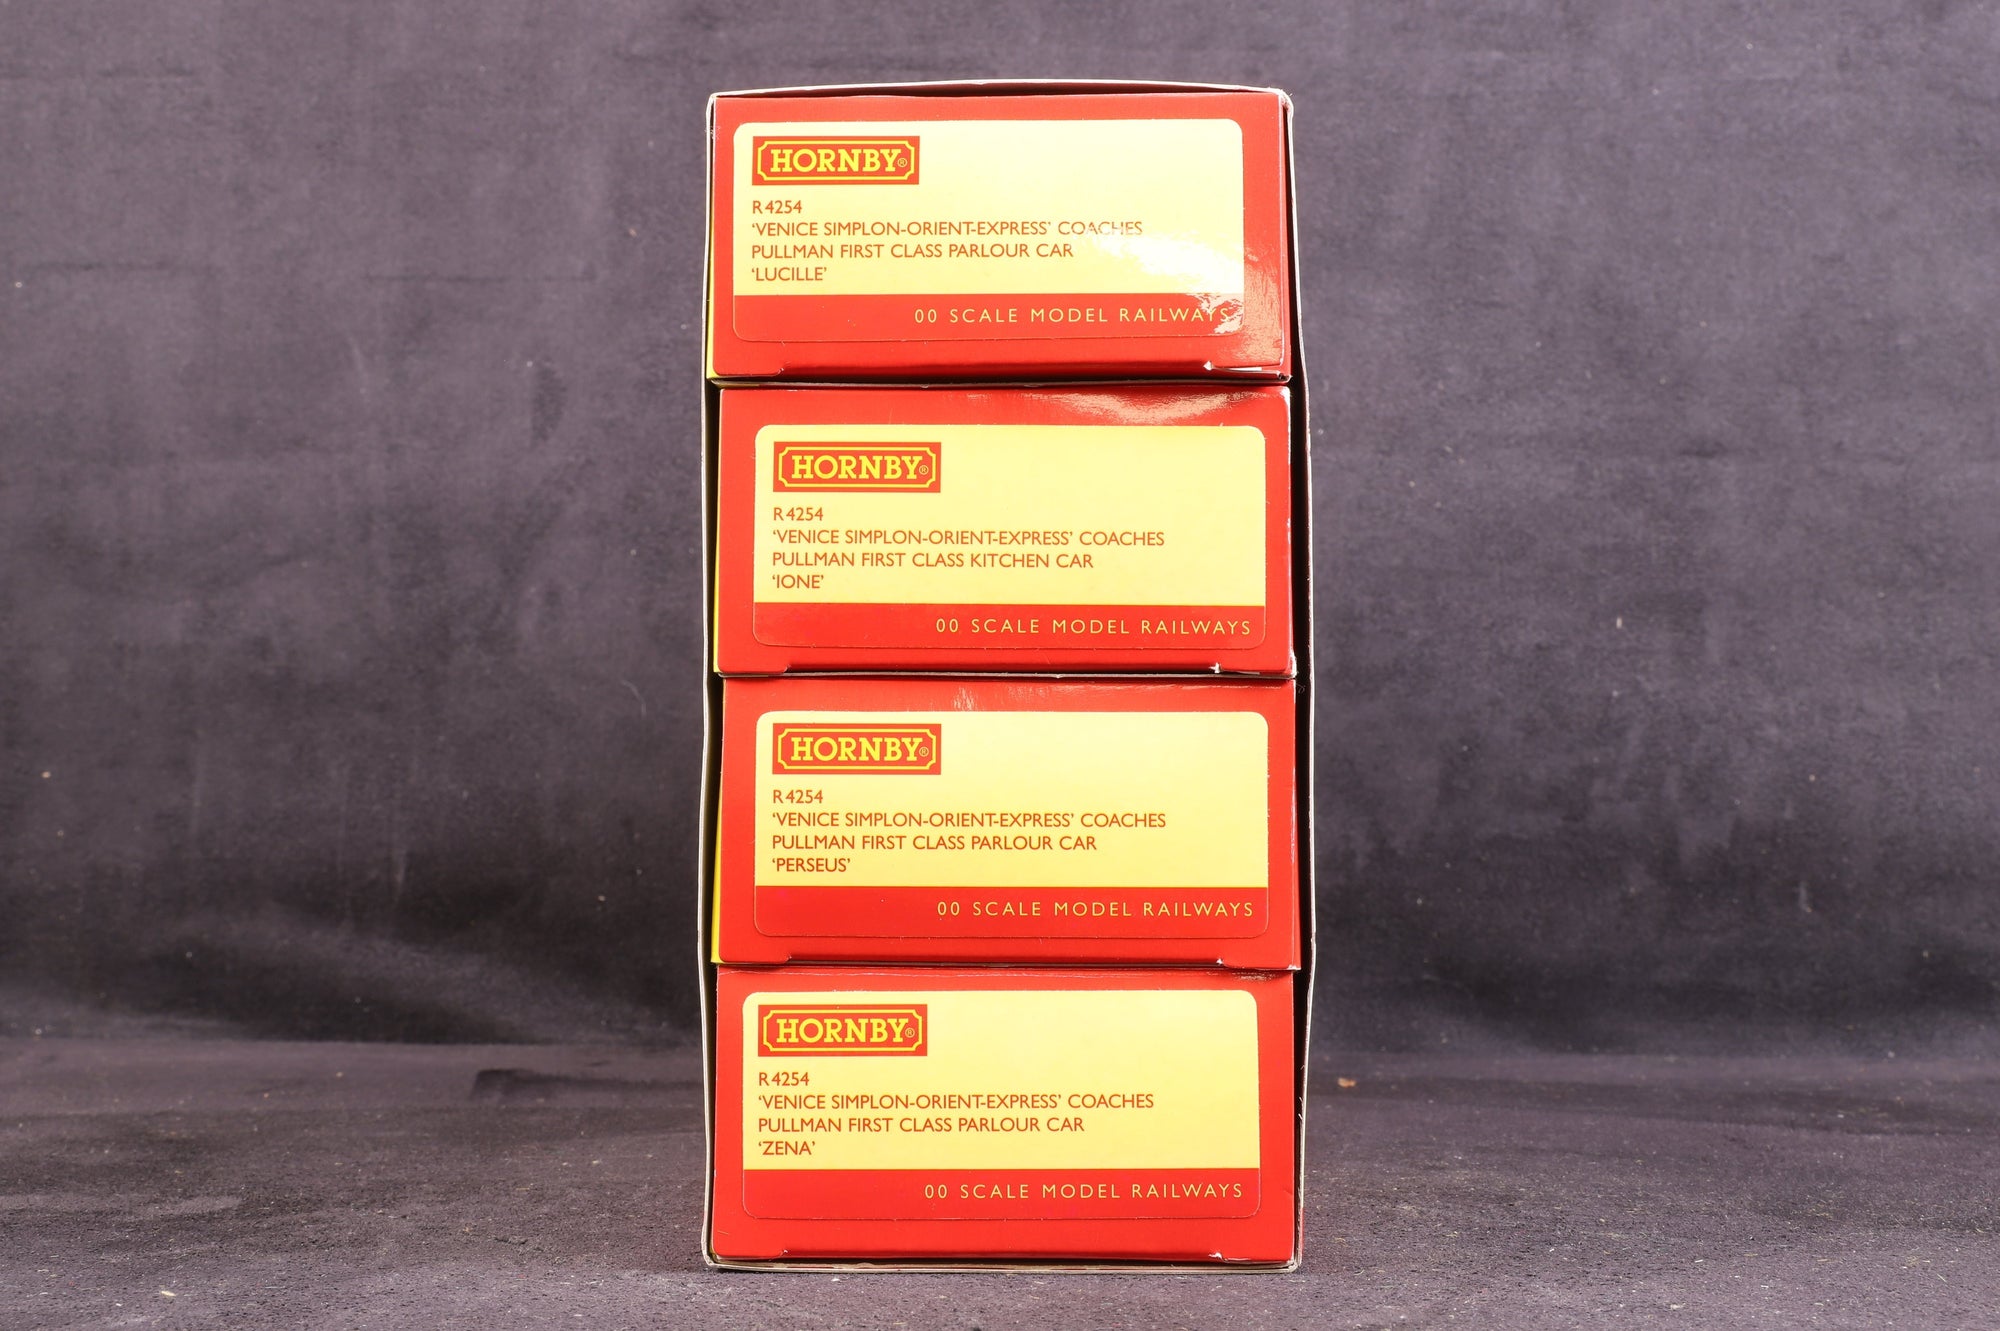 HORNBY®
R4254
‘VENICE SIMPLON-ORIENT-EXPRESS’ COACHES
PULLMAN FIRST CLASS PARLOUR CAR
‘LUCILLE’
00 SCALE MODEL RAILWAYS
HORNBY®
R4254
‘VENICE SIMPLON-ORIENT-EXPRESS’ COACHES
PULLMAN FIRST CLASS KITCHEN CAR
‘IONE’
00 SCALE MODEL RAILWAYS
HORNBY®
R4254
‘VENICE SIMPLON-ORIENT-EXPRESS’ COACHES
PULLMAN FIRST CLASS PARLOUR CAR
‘PERSEUS’
00 SCALE MODEL RAILWAYS
HORNBY®
R4254
‘VENICE SIMPLON-ORIENT-EXPRESS’ COACHES
PULLMAN FIRST CLASS PARLOUR CAR
‘ZENA’
00 SCALE MODEL RAILWAYS